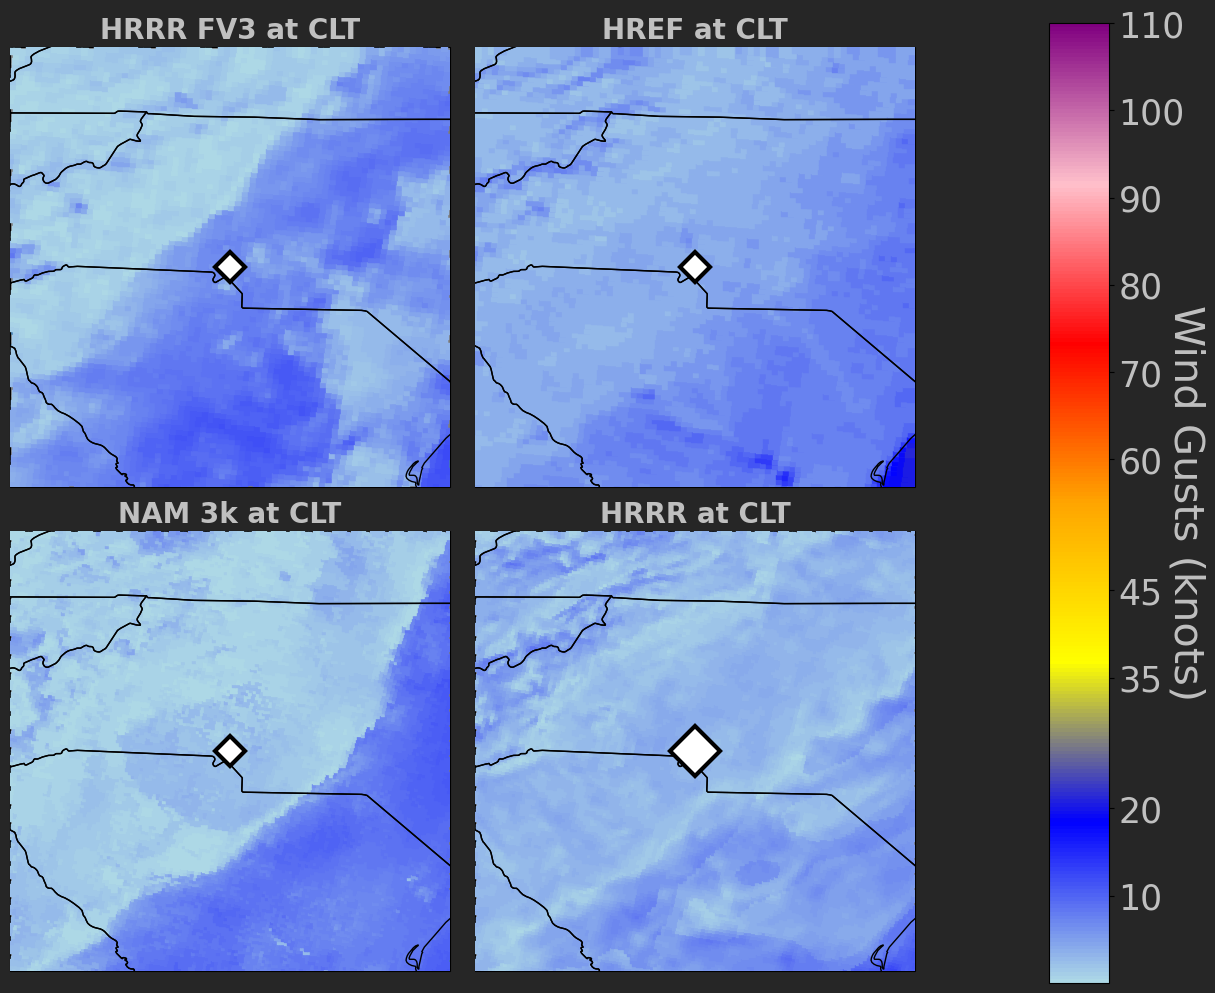 HRRR FV3 at CLT
HREF at CLT
NAM 3k at CLT
HRRR at CLT
110
100
90
80
70
60
45
35
20
10
Wind Gusts (knots)